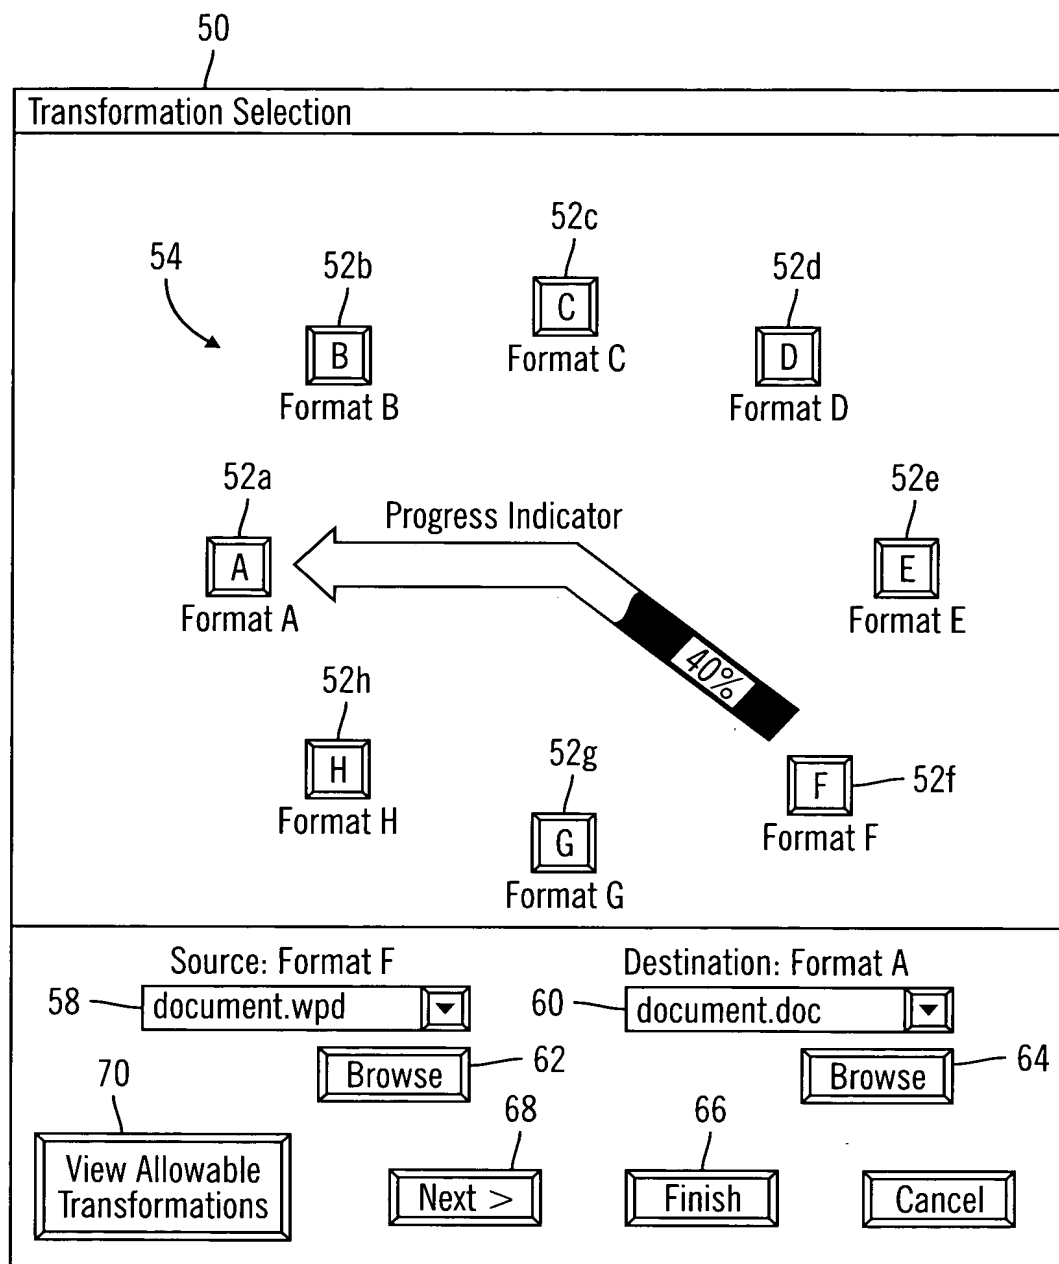 50
Transformation Selection
52c
54
52b
52d
C
B
D
Format C
Format B
Format D
52a
52e
Progress Indicator
A
E
Format A
Format E
40%
52h
52g
H
F
52f
Format H
G
Format F
Format G
Source: Format F
Destination: Format A
58
document.wpd
60
document.doc
Browse
62
Browse
64
70
68
66
View Allowable
Transformations
Next >
Finish
Cancel